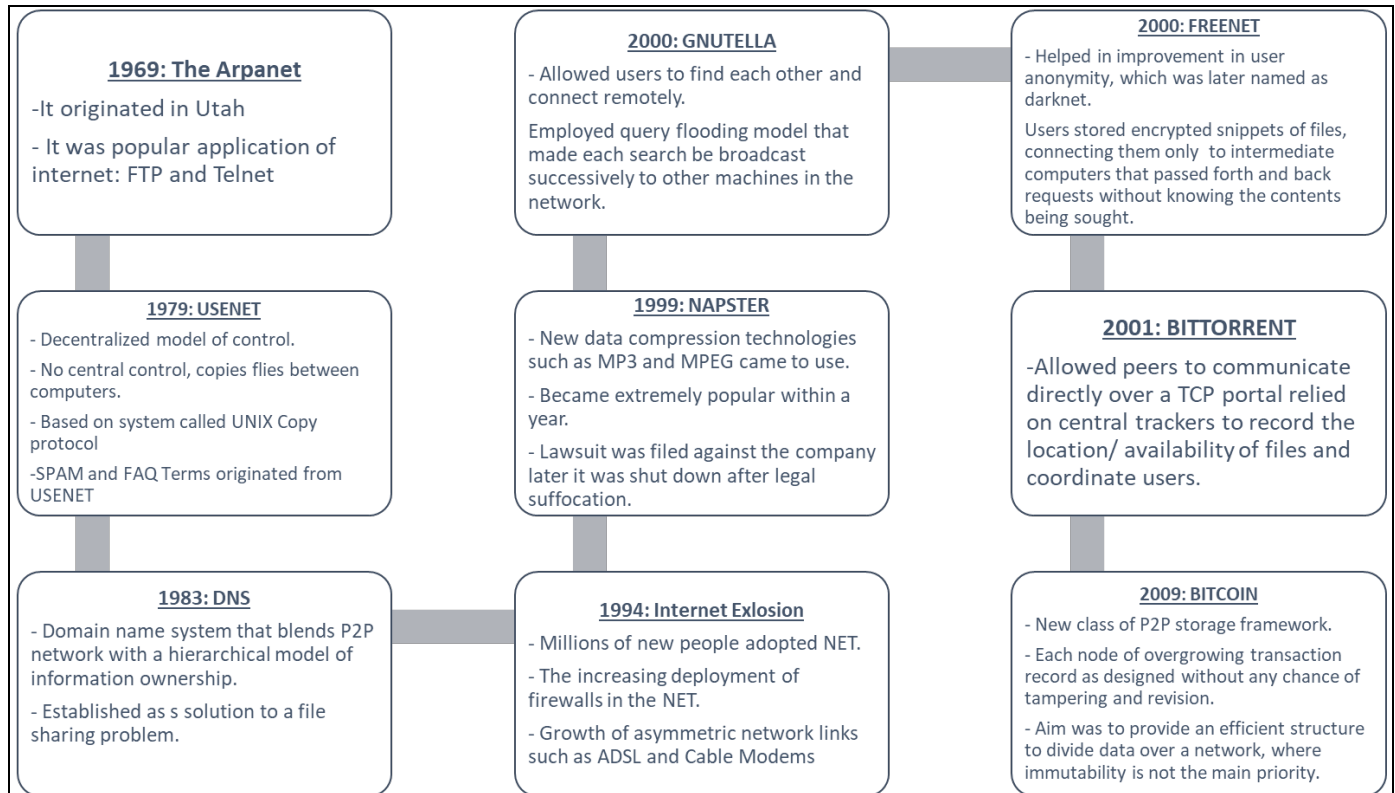 1969: The Arpanet
-It originated in Utah
- It was popular application of
internet: FTP and Telnet
1979: USENET
- Decentralized model of control.
- No central control, copies flies between
computers.
- Based on system called UNIX Copy
protocol
-SPAM and FAQ Terms originated from
USENET
1983: DNS
- Domain name system that blends P2P
network with a hierarchical model of
information ownership.
- Established as s solution to a file
sharing problem.
1994: Internet Exlosion
- Millions of new people adopted NET.
- The increasing deployment of
firewalls in the NET.
- Growth of asymmetric network links
such as ADSL and Cable Modems
1999: NAPSTER
- New data compression technologies
such as MP3 and MPEG came to use.
- Became extremely popular within a
year.
- Lawsuit was filed against the company
later it was shut down after legal
suffocation.
2000: GNUTELLA
- Allowed users to find each other and
connect remotely.
Employed query flooding model that
made each search be broadcast
successively to other machines in the
network.
2000: FREENET
- Helped in improvement in user
anonymity, which was later named as
darknet.
Users stored encrypted snippets of files,
connecting them only to intermediate
computers that passed forth and back
requests without knowing the contents
being sought.
2001: BITTORRENT
-Allowed peers to communicate
directly over a TCP portal relied
on central trackers to record the
location/ availability of files and
coordinate users.
2009: BITCOIN
- New class of P2P storage framework.
- Each node of overgrowing transaction
record as designed without any chance of
tampering and revision.
- Aim was to provide an efficient structure
to divide data over a network, where
immutability is not the main priority.